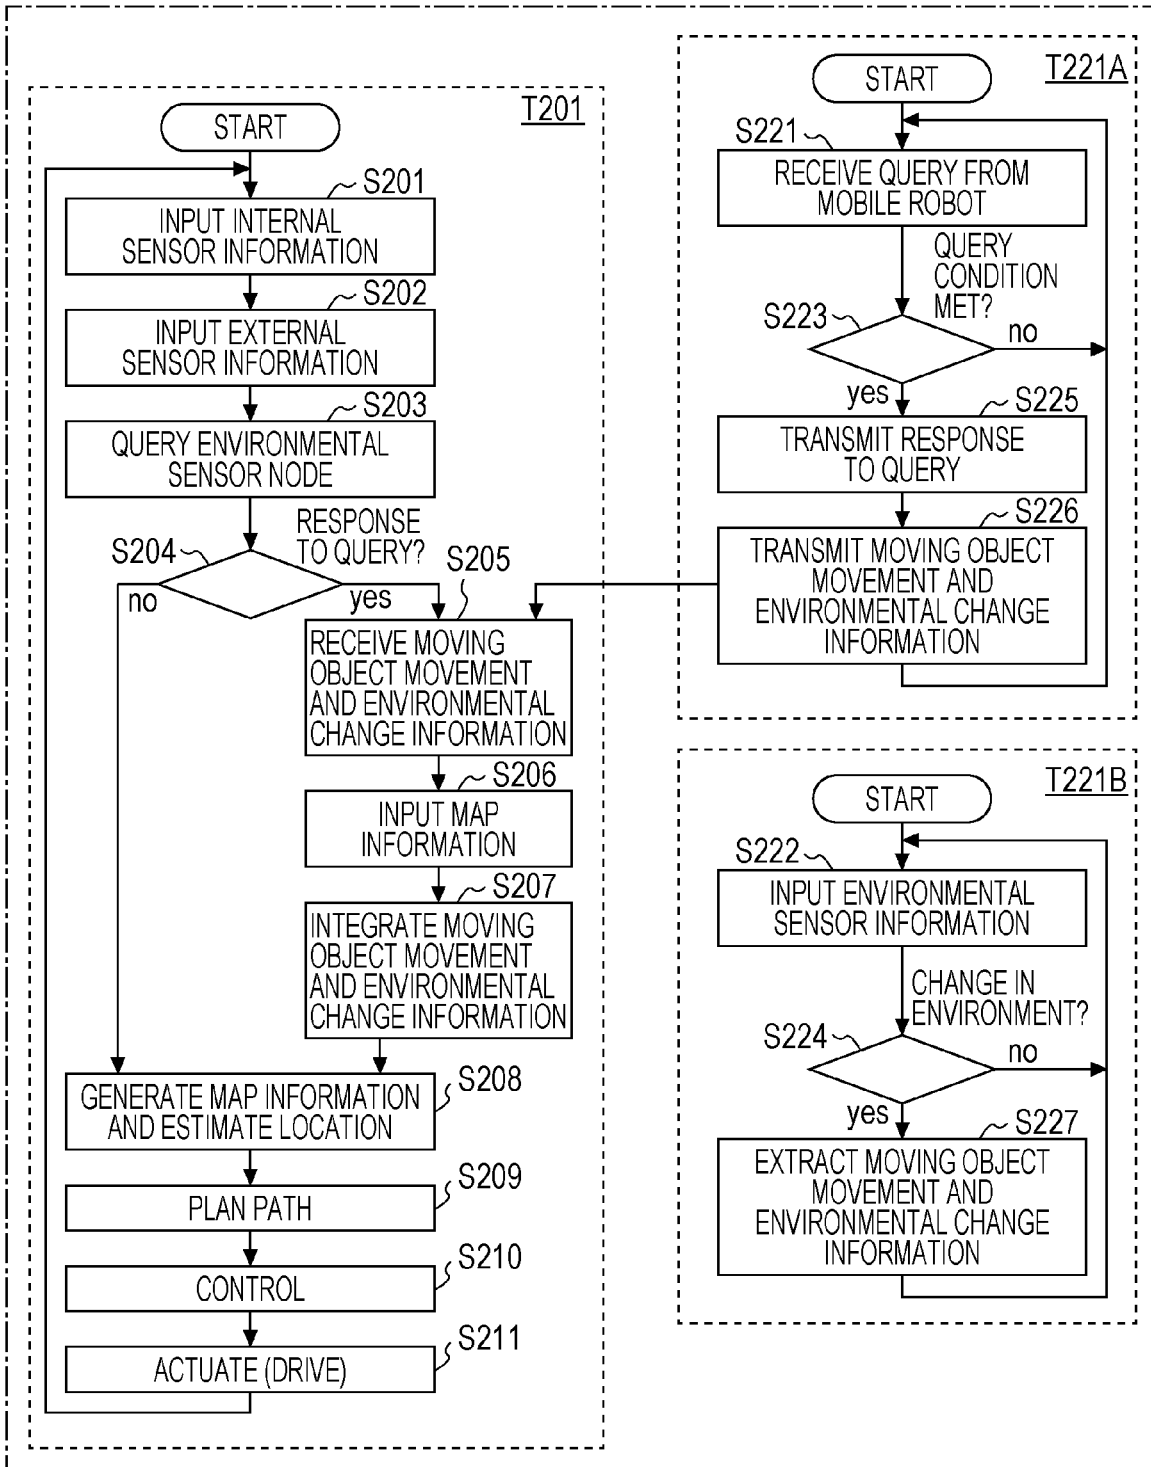 T201
START
S201
INPUT INTERNAL
SENSOR INFORMATION
S202
INPUT EXTERNAL
SENSOR INFORMATION
S203
QUERY ENVIRONMENTAL
SENSOR NODE
RESPONSE
TO QUERY?
S204
no
yes
S205
RECEIVE MOVING
OBJECT MOVEMENT
AND ENVIRONMENTAL
CHANGE INFORMATION
S206
INPUT MAP
INFORMATION
S207
INTEGRATE MOVING
OBJECT MOVEMENT
AND ENVIRONMENTAL
CHANGE INFORMATION
S208
GENERATE MAP INFORMATION
AND ESTIMATE LOCATION
S209
PLAN PATH
S210
CONTROL
S211
ACTUATE (DRIVE)
T221A
START
S221
RECEIVE QUERY FROM
MOBILE ROBOT
QUERY
CONDITION
MET?
S223
no
yes
S225
TRANSMIT RESPONSE
TO QUERY
S226
TRANSMIT MOVING OBJECT
MOVEMENT AND
ENVIRONMENTAL CHANGE
INFORMATION
T221B
START
S222
INPUT ENVIRONMENTAL
SENSOR INFORMATION
CHANGE IN
ENVIRONMENT?
S224
no
yes
S227
EXTRACT MOVING OBJECT
MOVEMENT AND
ENVIRONMENTAL CHANGE
INFORMATION